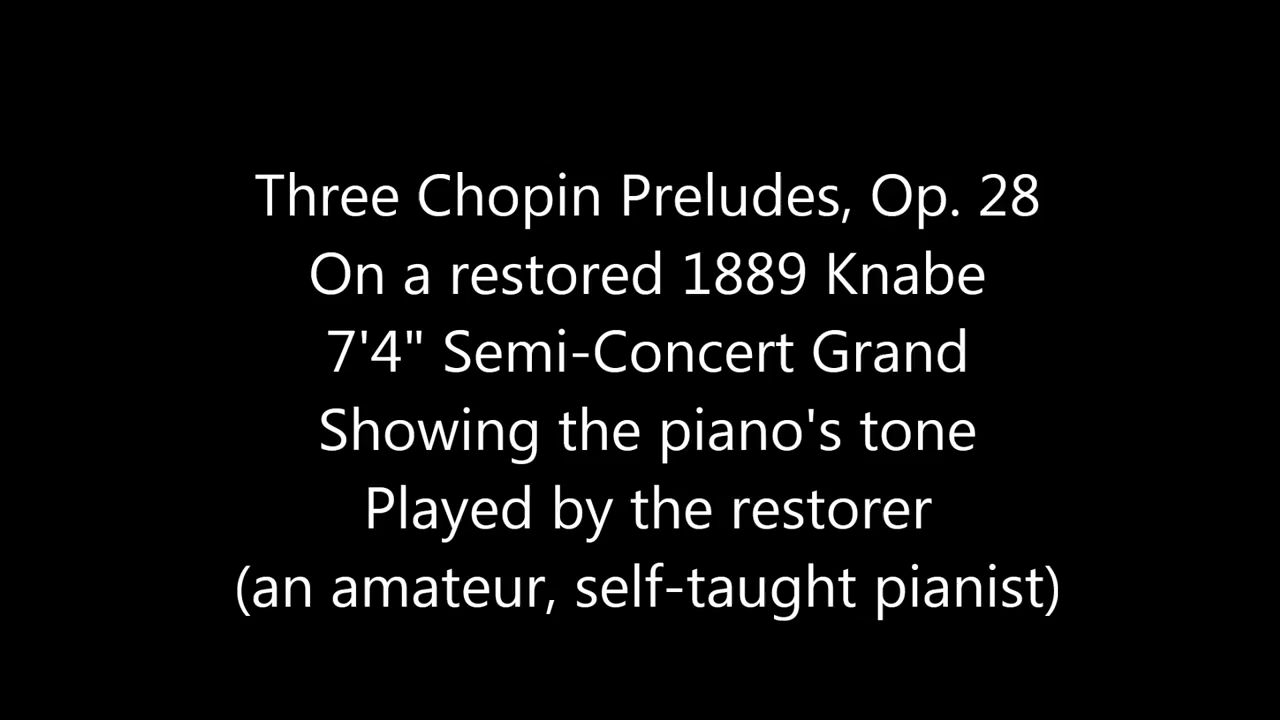 Three Chopin Preludes, Op. 28
On a restored 1889 Knabe
7'4" Semi-Concert Grand
Showing the piano's tone
Played by the restorer
(an amateur, self-taught pianist)